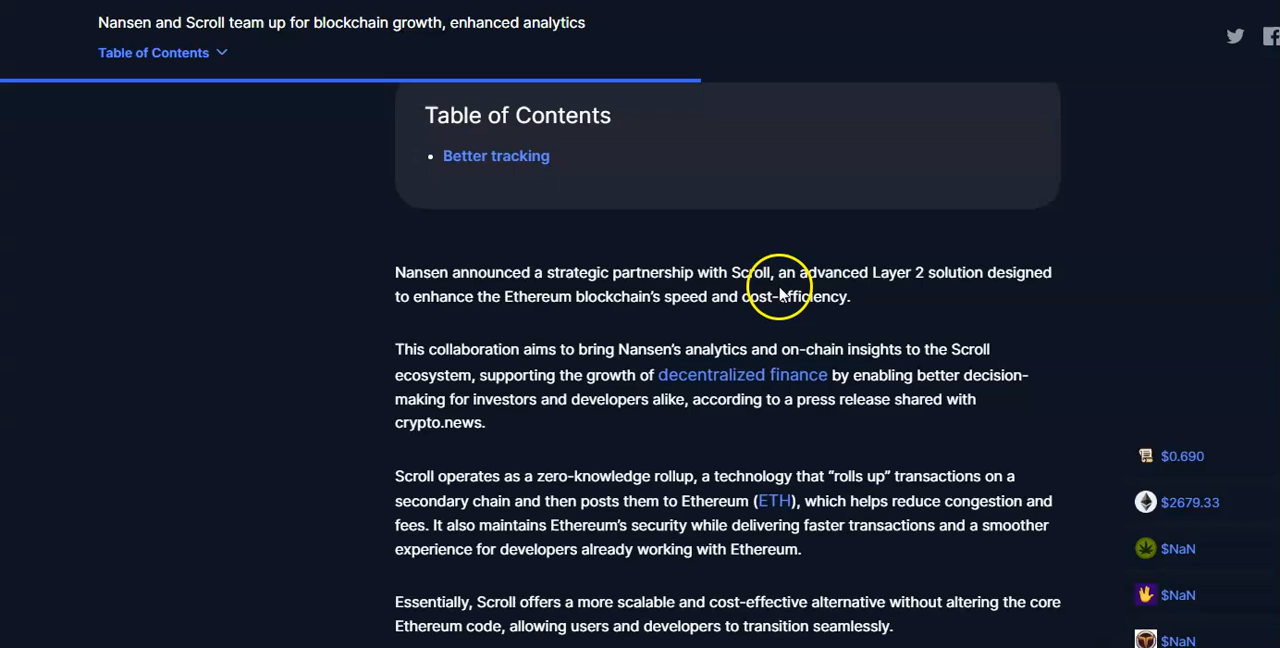 Nansen and Scroll team up for blockchain growth, enhanced analytics
Table of Contents
Table of Contents
Better tracking
Nansen announced a strategic partnership with Scroll, an advanced Layer 2 solution designed
to enhance the Ethereum blockchain's speed and cost-efficiency.
This collaboration aims to bring Nansen's analytics and on-chain insights to the Scroll
ecosystem, supporting the growth of decentralized finance by enabling better decision-
making for investors and developers alike, according to a press release shared with
crypto.news.
Scroll operates as a zero-knowledge rollup, a technology that “rolls up” transactions on a
secondary chain and then posts them to Ethereum (ETH), which helps reduce congestion and
fees. It also maintains Ethereum's security while delivering faster transactions and a smoother
experience for developers already working with Ethereum.
Essentially, Scroll offers a more scalable and cost-effective alternative without altering the core
Ethereum code, allowing users and developers to transition seamlessly.
$0.690
$2679.33
$NaN
$NaN
$NaN